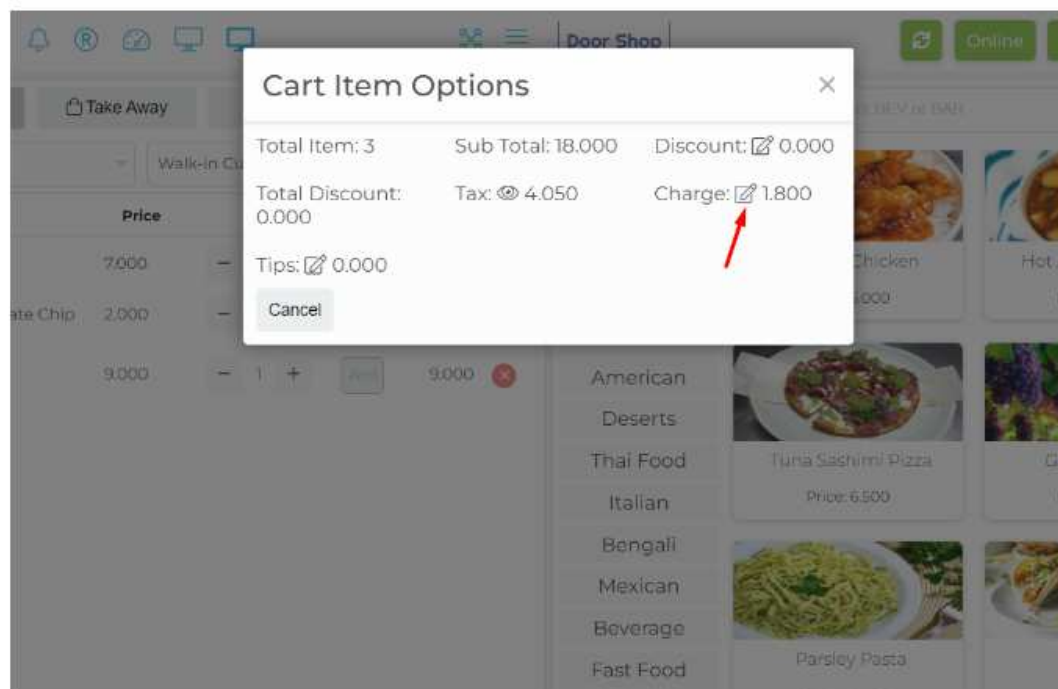 Door Shop
Online
Cart Item Options
Take Away
Total Item: 3 Sub Total: 18.000 Discount: 0.000
Walk-in Cu
Total Discount: 0.000 Tax: 4.050 Charge: 1.800
Price
Tips: 0.000
Cancel
7.000
ate Chip 2.000
9.000 - 1 + 9.000
Chicken
Hot
American
Deserts
Thai Food
Italian
Bengali
Mexican
Beverage
Fast Food
Tuna Sashimi Pizza
Price: 6.500
Parsley Pasta